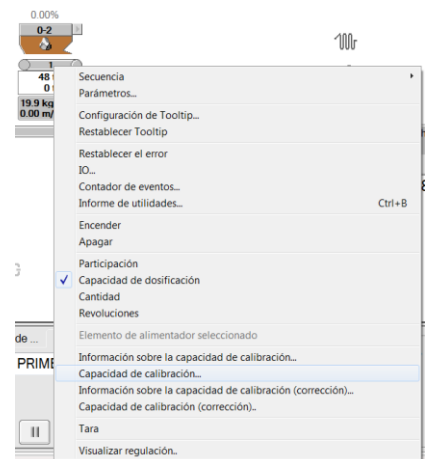 0.00%
0-2
1
48 t
0 t
19.9 kg
0.00 m/
Secuencia
Parámetros...
Configuración de Tooltip...
Restablecer Tooltip
Restablecer el error
IO...
Contador de eventos...
Informe de utilidades... Ctrl+B
Encender
Apagar
Participación
Capacidad de dosificación
Cantidad
Revoluciones
Elemento de alimentador seleccionado
de ...
Información sobre la capacidad de calibración...
PRIME
Capacidad de calibración...
Información sobre la capacidad de calibración (corrección)...
Capacidad de calibración (corrección)..
Tara
Visualizar regulación..